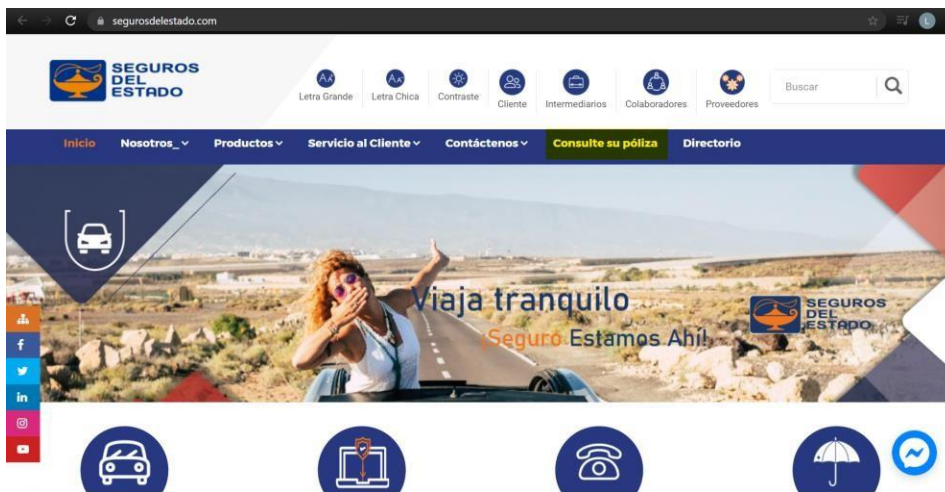 segurosdelestado.com
L
SEGUROS
DEL
ESTADO
Letra Grande
Letra Chica
Contraste
Cliente
Intermediarios
Colaboradores
Proveedores
Buscar
Inicio
Nosotros_
Productos
Servicio al Cliente
Contáctenos
Consulte su póliza
Directorio
Viaja tranquilo
¡Seguro Estamos Ahí!
SEGUROS
DEL
ESTADO